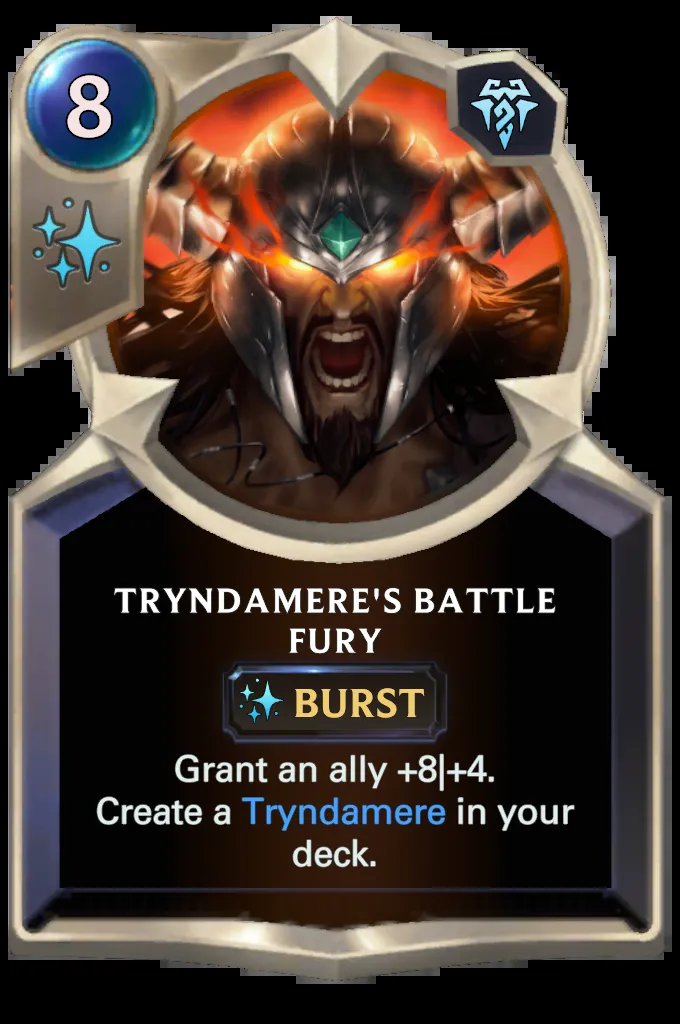 8
TRYNDAMERE'S BATTLE
FURY
BURST
Grant an ally +8|+4.
Create a Tryndamere in your
deck.